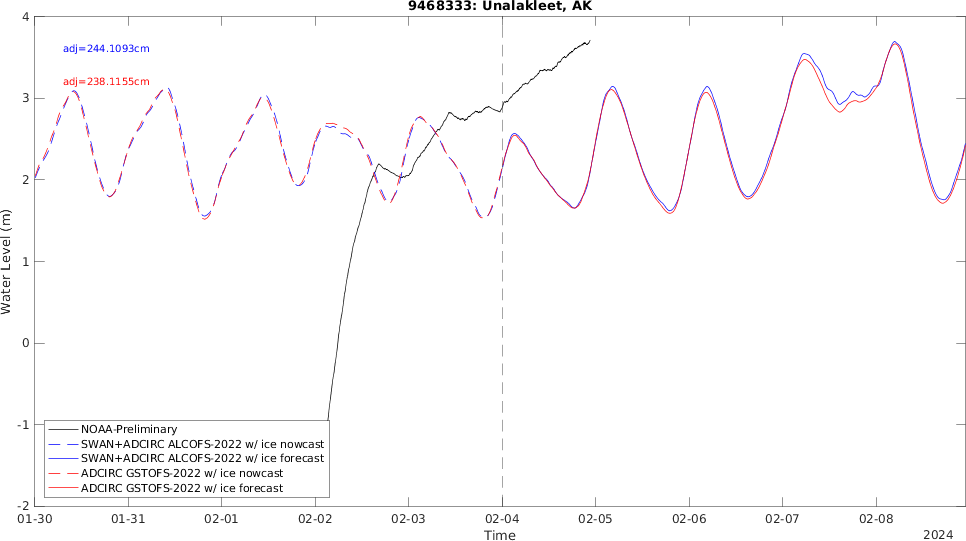 9468333: Unalakleet, AK
4
adj=244.1093cm
adj=238.1155cm
3
2
1
0
-1
-2
Water Level (m)
NOAA-Preliminary
SWAN+ADCIRC ALCOFS-2022 w/ ice nowcast
SWAN+ADCIRC ALCOFS-2022 w/ ice forecast
ADCIRC GSTOFS-2022 w/ ice nowcast
ADCIRC GSTOFS-2022 w/ ice forecast
01-30 01-31 02-01 02-02 02-03 02-04 02-05 02-06 02-07 02-08
Time
2024